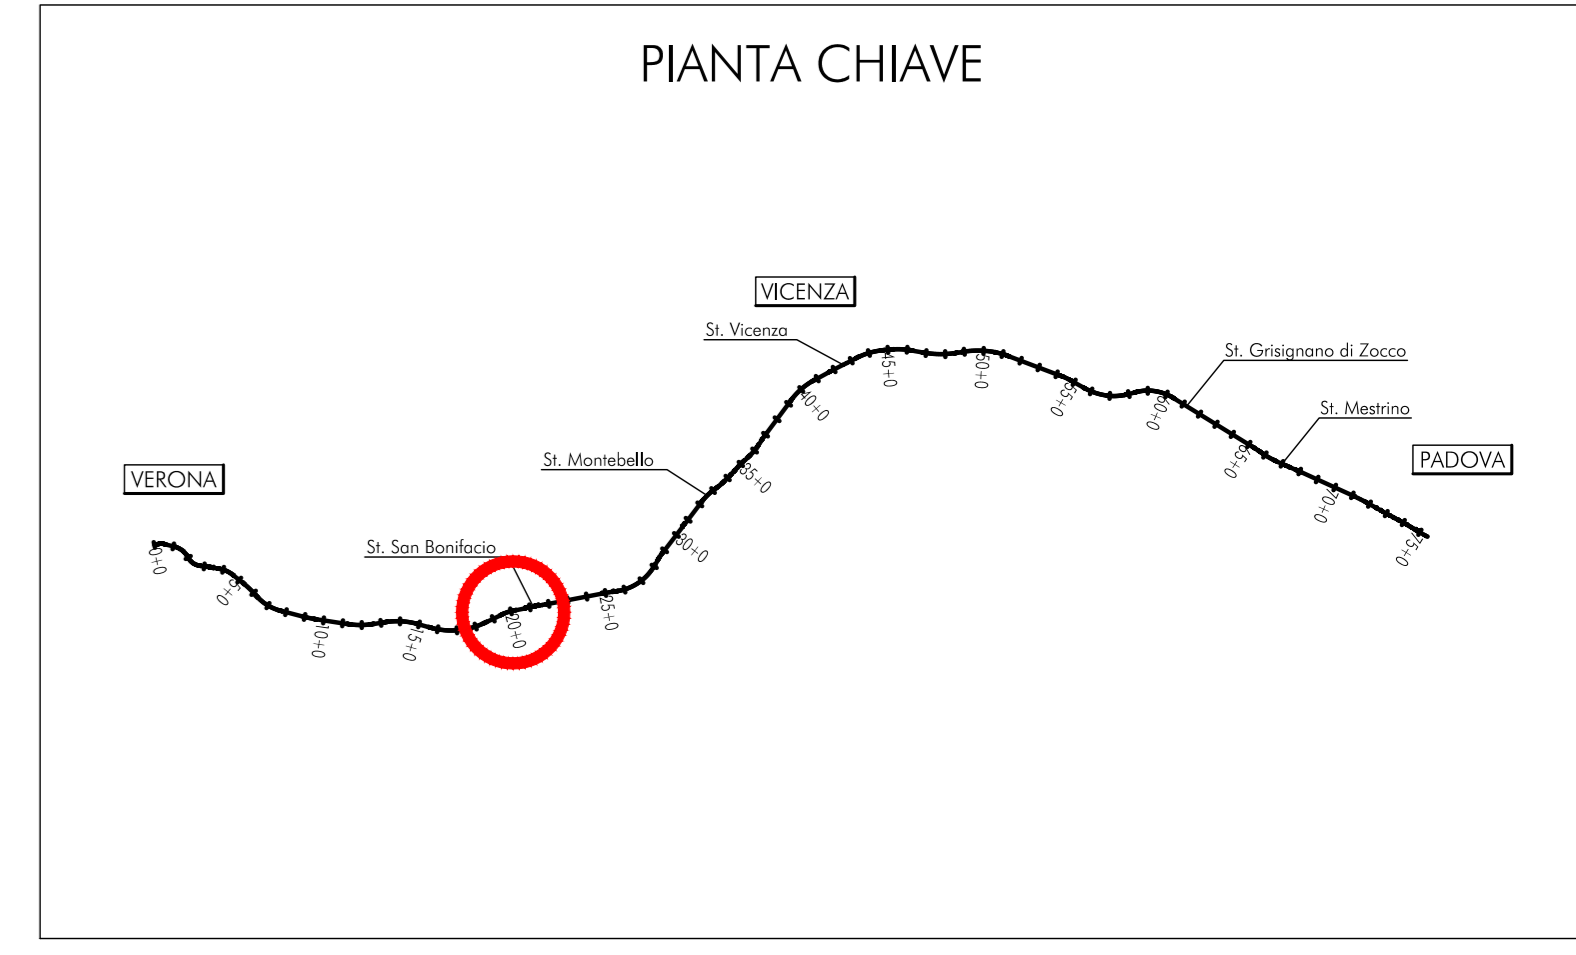 PIANTA CHIAVE
VICENZA
St. Vicenza
St. Grisignano di Zocco
St. Mestrino
PADOVA
St. Montebello
VERONA
St. San Bonifacio
0+0
5+0
10+0
15+0
20+0
25+0
30+0
35+0
40+0
45+0
50+0
55+0
60+0
65+0
70+0
75+0